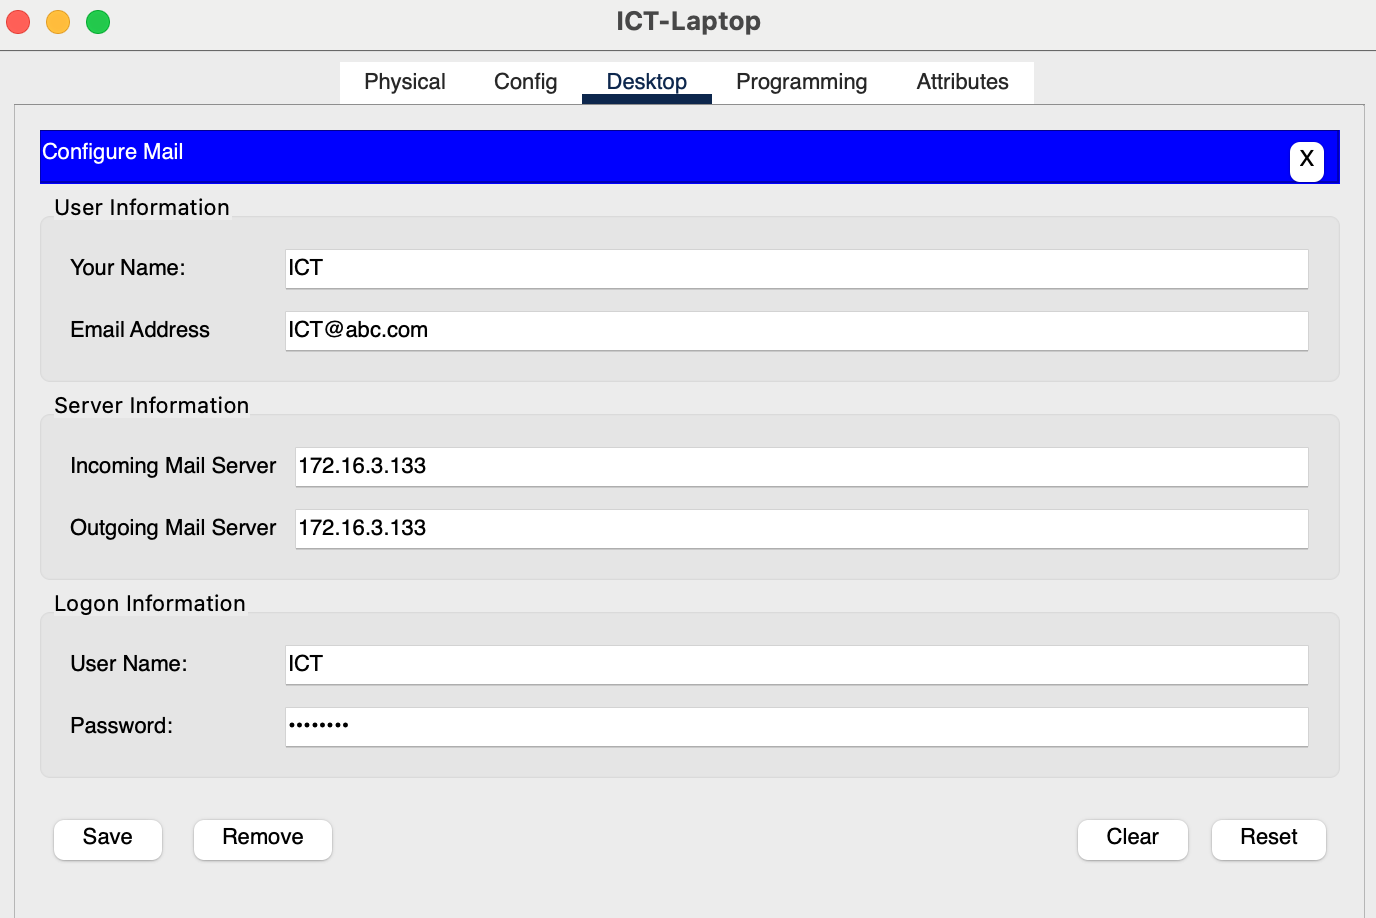 ICT-Laptop
Physical Config Desktop Programming Attributes
Configure Mail X
User Information
Your Name: ICT
Email Address ICT@abc.com
Server Information
Incoming Mail Server 172.16.3.133
Outgoing Mail Server 172.16.3.133
Logon Information
User Name: ICT
Password: ••••••••
Save Remove Clear Reset